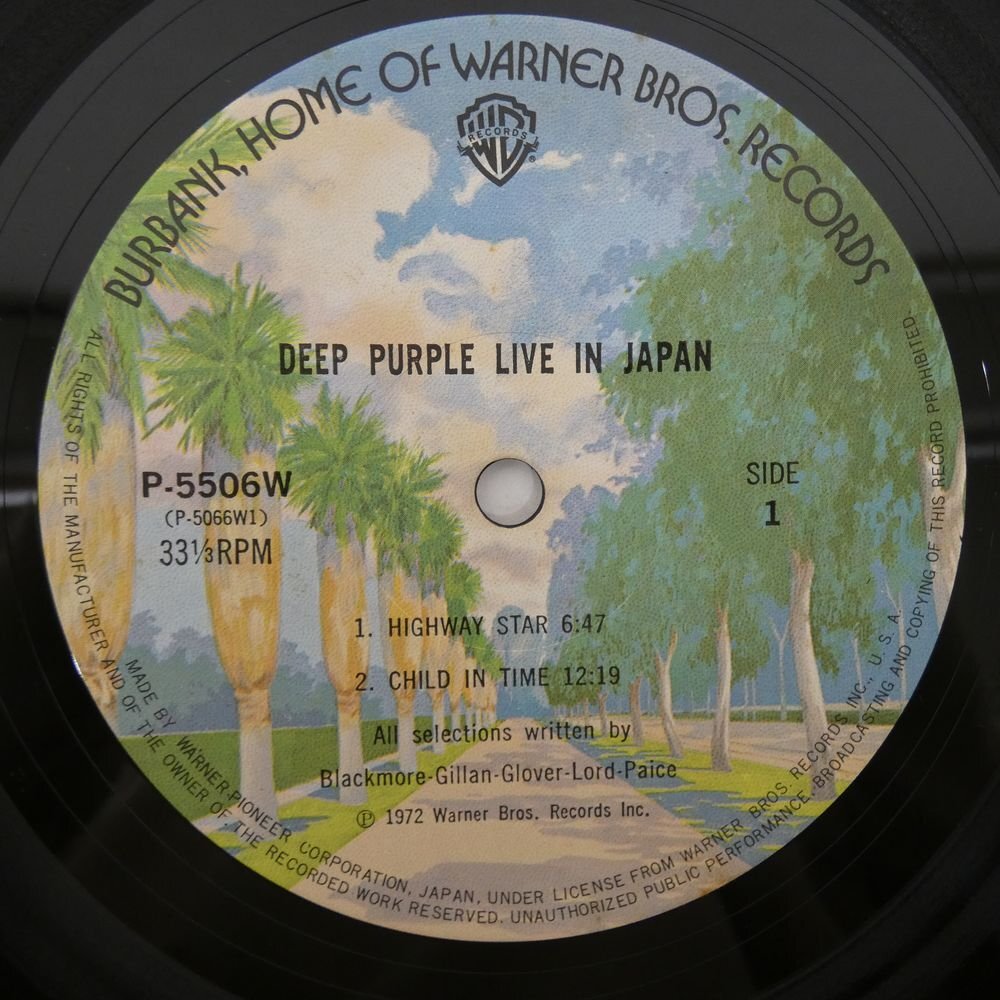 BURBANK, HOME OF WARNER BROS. RECORDS
RECORDS
®
DEEP PURPLE LIVE IN JAPAN
P-5506W
(P-5066W1)
33⅓RPM
SIDE
1
1. HIGHWAY STAR 6:47
2. CHILD IN TIME 12:19
All selections written by
Blackmore-Gillan-Glover-Lord-Paice
℗ 1972 Warner Bros. Records Inc.
MADE BY WARNER-PIONEER CORPORATION, JAPAN, UNDER LICENSE FROM WARNER BROS. RECORDS INC., U. S. A.
ALL RIGHTS OF THE MANUFACTURER AND OF THE OWNER OF THE RECORDED WORK RESERVED. UNAUTHORIZED PUBLIC PERFORMANCE, BROADCASTING AND COPYING OF THIS RECORD PROHIBITED.